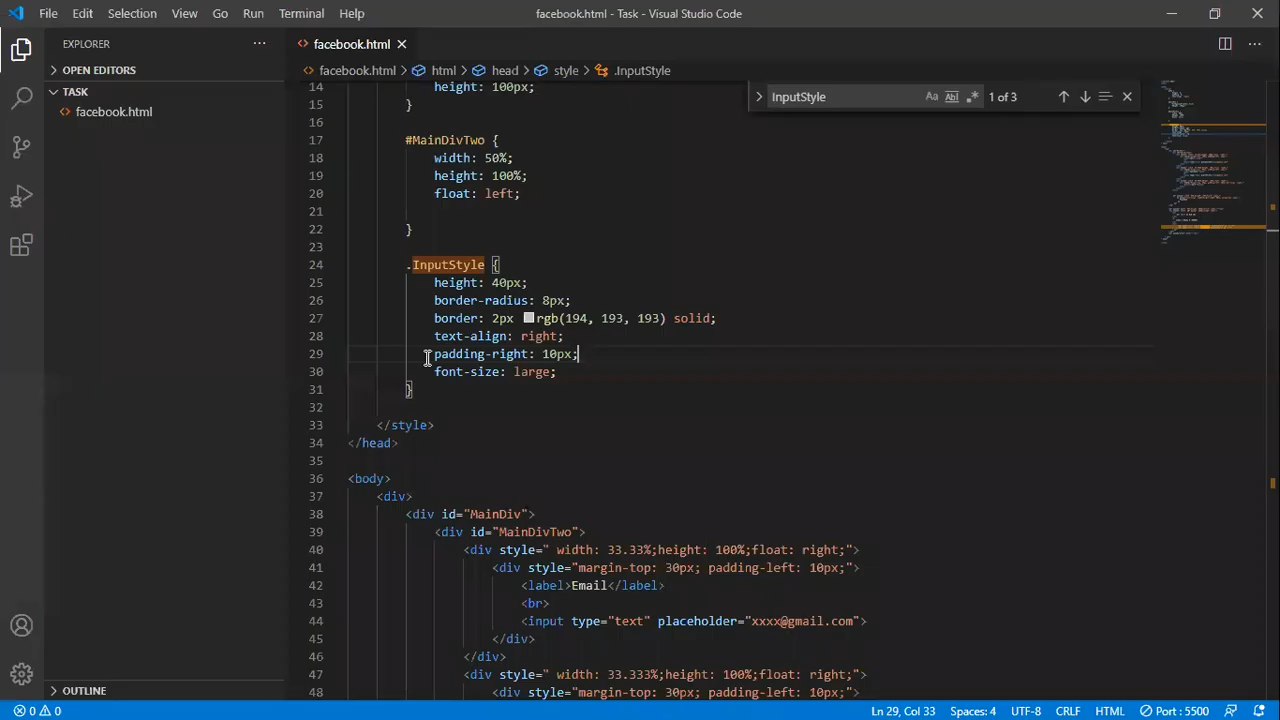 File Edit Selection View Go Run Terminal Help
facebook.html - Task - Visual Studio Code
EXPLORER
OPEN EDITORS
TASK
facebook.html
OUTLINE
facebook.html
facebook.html > html > head > style > .InputStyle
InputStyle Aa Abl .* 1 of 3
14 height: 100px;
15 }
16
17 #MainDivTwo {
18 width: 50%;
19 height: 100%;
20 float: left;
21
22 }
23
24 .InputStyle {
25 height: 40px;
26 border-radius: 8px;
27 border: 2px rgb(194, 193, 193) solid;
28 text-align: right;
29 padding-right: 10px;
30 font-size: large;
31 }
32
33 </style>
34 </head>
35
36 <body>
37 <div>
38 <div id="MainDiv">
39 <div id="MainDivTwo">
40 <div style=" width: 33.33%;height: 100%;float: right;">
41 <div style="margin-top: 30px; padding-left: 10px;">
42 <label>Email</label>
43 <br>
44 <input type="text" placeholder="xxxx@gmail.com">
45 </div>
46 </div>
47 <div style=" width: 33.333%;height: 100%;float: right;">
48 <div style="margin-top: 30px; padding-left: 10px;">
0 0
Ln 29, Col 33 Spaces: 4 UTF-8 CRLF HTML Port : 5500